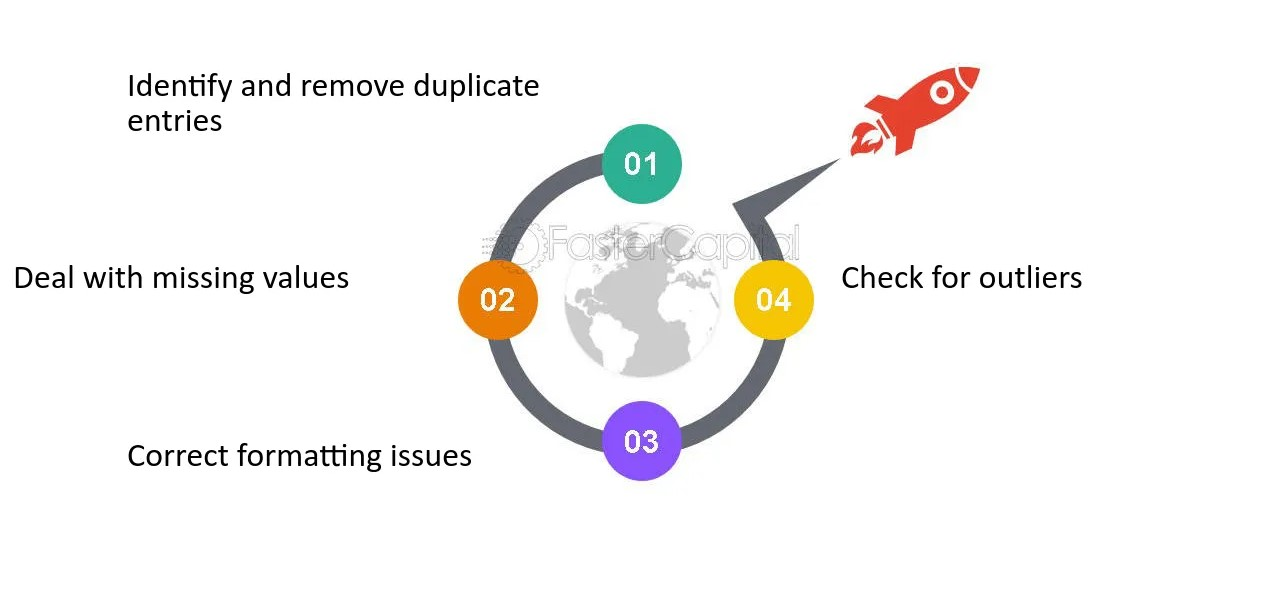 Identify and remove duplicate
entries
01
FasterCapital
Deal with missing values
02
04
Check for outliers
03
Correct formatting issues